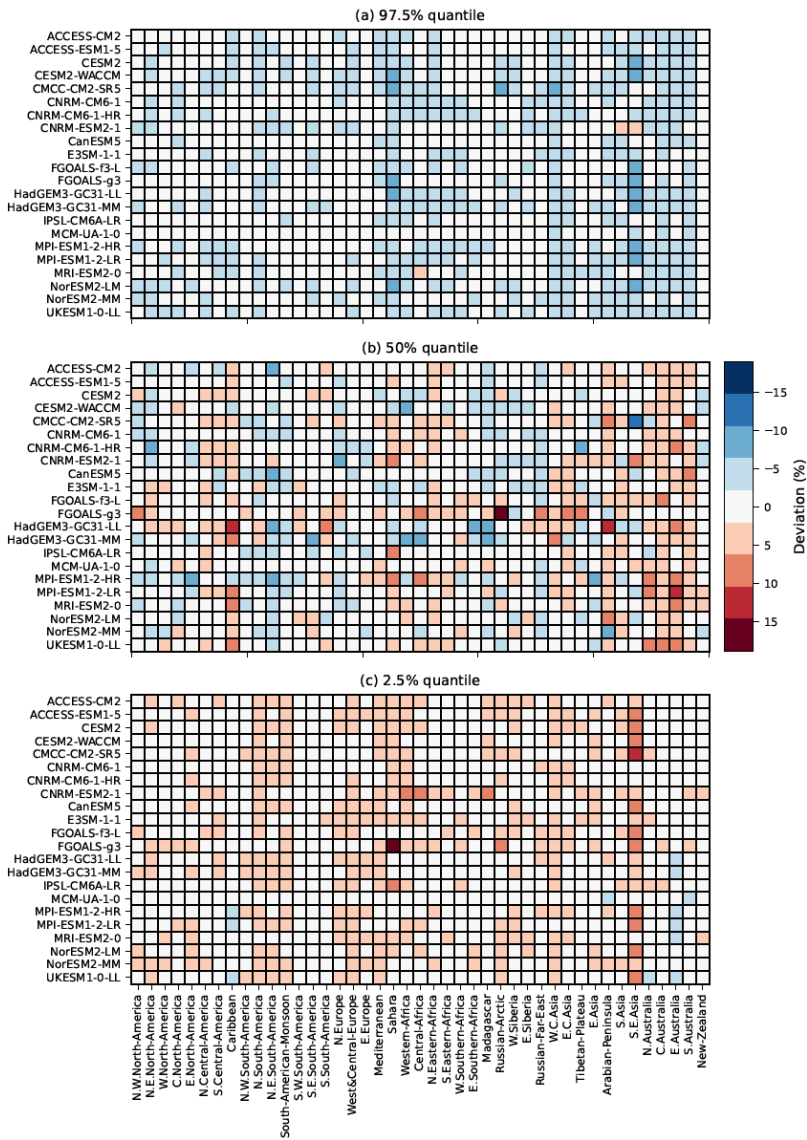 (a) 97.5% quantile
ACCESS-CM2
ACCESS-ESM1-5
CESM2
CESM2-WACCM
CMCC-CM2-SR5
CNRM-CM6-1
CNRM-CM6-1-HR
CNRM-ESM2-1
CanESM5
E3SM-1-1
FGOALS-f3-L
FGOALS-g3
HadGEM3-GC31-LL
HadGEM3-GC31-MM
IPSL-CM6A-LR
MCM-UA-1-0
MPI-ESM1-2-HR
MPI-ESM1-2-LR
MRI-ESM2-0
NorESM2-LM
NorESM2-MM
UKESM1-0-LL
(b) 50% quantile
ACCESS-CM2
ACCESS-ESM1-5
CESM2
CESM2-WACCM
CMCC-CM2-SR5
CNRM-CM6-1
CNRM-CM6-1-HR
CNRM-ESM2-1
CanESM5
E3SM-1-1
FGOALS-f3-L
FGOALS-g3
HadGEM3-GC31-LL
HadGEM3-GC31-MM
IPSL-CM6A-LR
MCM-UA-1-0
MPI-ESM1-2-HR
MPI-ESM1-2-LR
MRI-ESM2-0
NorESM2-LM
NorESM2-MM
UKESM1-0-LL
−15
−10
−5
0
5
10
15
Deviation (%)
(c) 2.5% quantile
ACCESS-CM2
ACCESS-ESM1-5
CESM2
CESM2-WACCM
CMCC-CM2-SR5
CNRM-CM6-1
CNRM-CM6-1-HR
CNRM-ESM2-1
CanESM5
E3SM-1-1
FGOALS-f3-L
FGOALS-g3
HadGEM3-GC31-LL
HadGEM3-GC31-MM
IPSL-CM6A-LR
MCM-UA-1-0
MPI-ESM1-2-HR
MPI-ESM1-2-LR
MRI-ESM2-0
NorESM2-LM
NorESM2-MM
UKESM1-0-LL
N.W.North-America
N.E.North-America
W.North-America
C.North-America
E.North-America
N.Central-America
S.Central-America
Caribbean
N.W.South-America
N.South-America
N.E.South-America
South-American-Monsoon
S.W.South-America
S.E.South-America
S.South-America
N.Europe
West&Central-Europe
E.Europe
Mediterranean
Sahara
Western-Africa
Central-Africa
N.Eastern-Africa
S.Eastern-Africa
W.Southern-Africa
E.Southern-Africa
Madagascar
Russian-Arctic
W.Siberia
E.Siberia
Russian-Far-East
W.C.Asia
E.C.Asia
Tibetan-Plateau
E.Asia
Arabian-Peninsula
S.Asia
S.E.Asia
N.Australia
C.Australia
E.Australia
S.Australia
New-Zealand